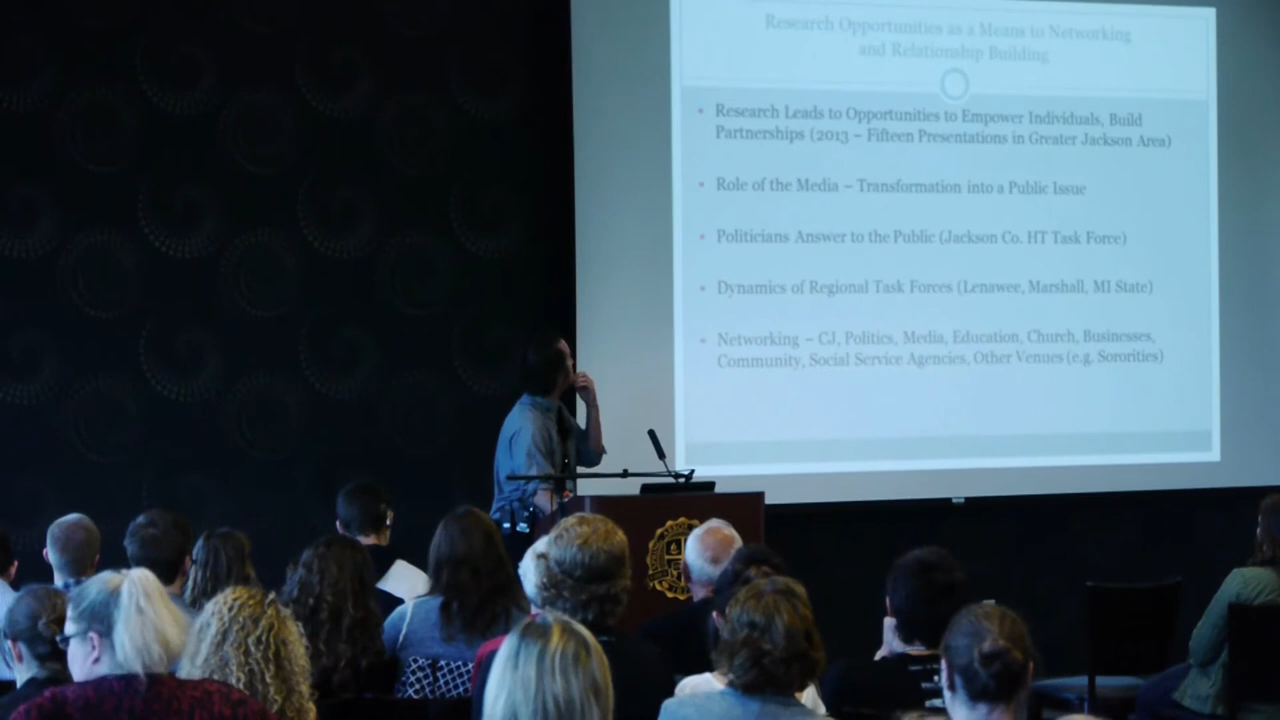 Research Opportunities as a Means to Networking
and Relationship Building
Research Leads to Opportunities to Empower Individuals, Build
Partnerships (2013 – Fifteen Presentations in Greater Jackson Area)
Role of the Media – Transformation into a Public Issue
Politicians Answer to the Public (Jackson Co. HT Task Force)
Dynamics of Regional Task Forces (Lenawee, Marshall, MI State)
Networking – CJ, Politics, Media, Education, Church, Businesses,
Community, Social Service Agencies, Other Venues (e.g. Sororities)